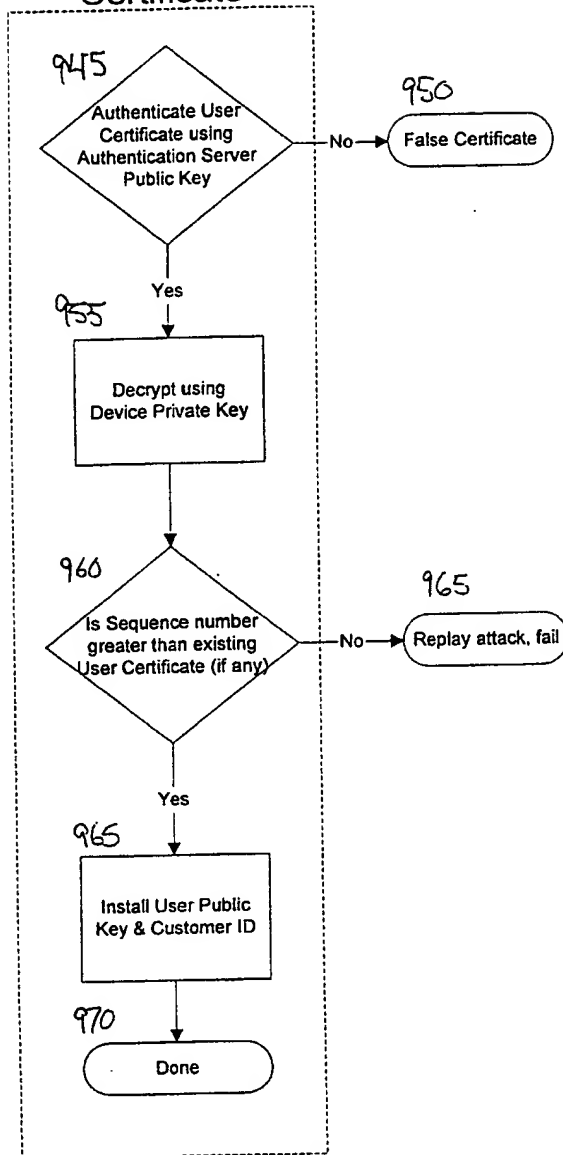 Certificate
945
Authenticate User
Certificate using
Authentication Server
Public Key
No
950
False Certificate
Yes
955
Decrypt using
Device Private Key
960
Is Sequence number
greater than existing
User Certificate (if any)
No
965
Replay attack, fail
Yes
965
Install User Public
Key & Customer ID
970
Done